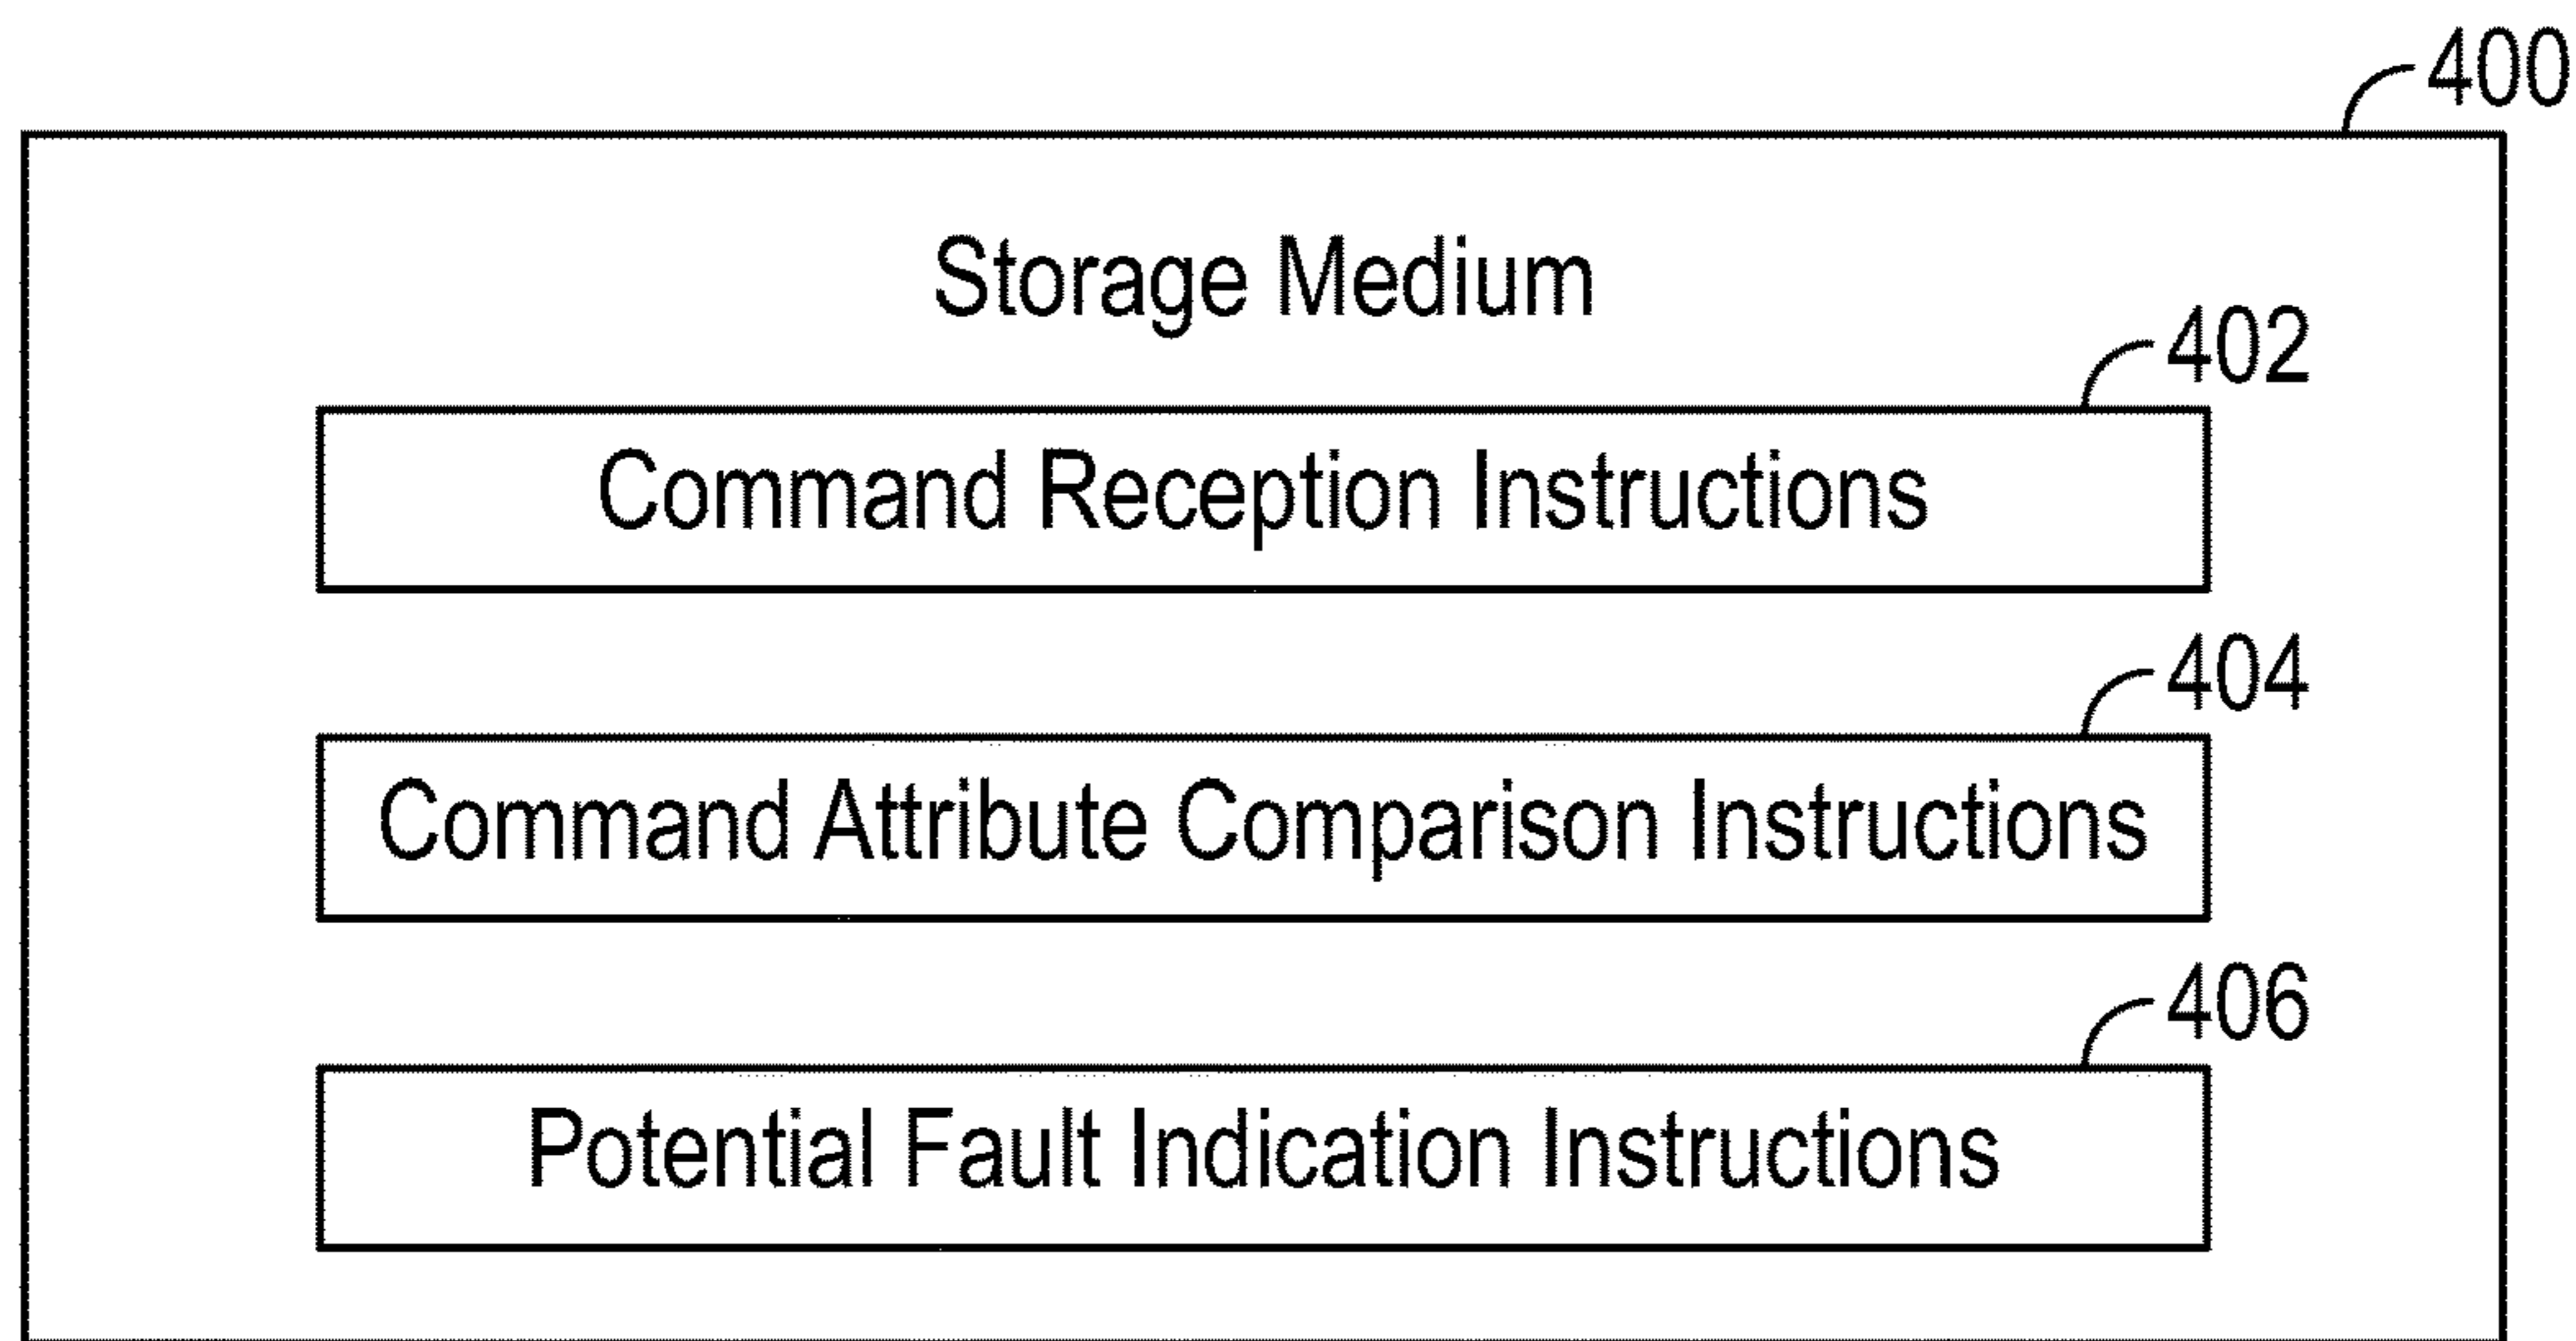 400
Storage Medium
402
Command Reception Instructions
404
Command Attribute Comparison Instructions
406
Potential Fault Indication Instructions